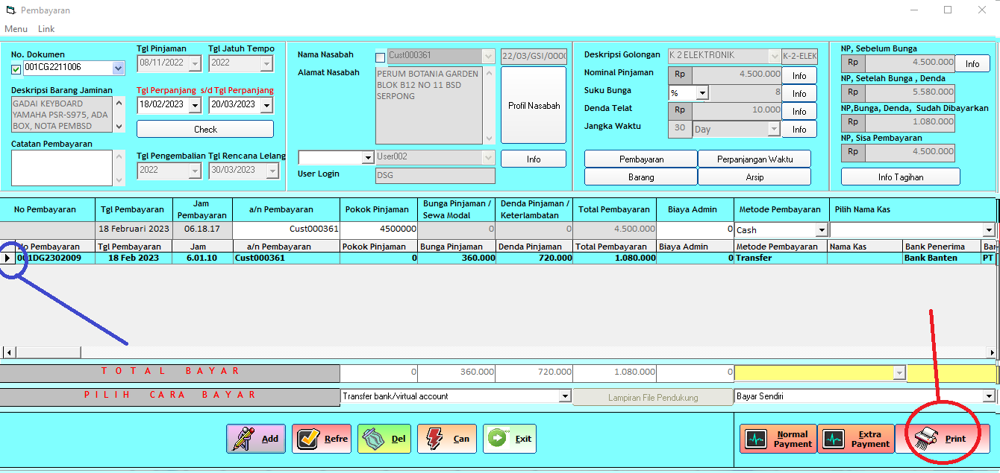 Pembayaran
Menu Link
No. Dokumen
001CG2211006
Deskripsi Barang Jaminan
GADAI KEYBOARD
YAMAHA PSR-S975, ADA
BOX, NOTA PEMBSD
Catatan Pembayaran
Tgl Pinjaman Tgl Jatuh Tempo
08/11/2022 2022
Tgl Perpanjang s/d Tgl Perpanjang
18/02/2023 20/03/2023
Check
Tgl Pengembalian Tgl Rencana Lelang
2022 30/03/2023
Nama Nasabah
Cust000361
22/03/GSI/0000
Alamat Nasabah
PERUM BOTANIA GARDEN
BLOK B12 NO 11 BSD
SERPONG
Profil Nasabah
User002
Info
User Login
DSG
Deskripsi Golongan K 2 ELEKTRONIK K-2-ELEK
Nominal Pinjaman Rp 4.500.000 Info
Suku Bunga % 8 Info
Denda Telat Rp 10.000 Info
Jangka Waktu 30 Day Info
Pembayaran Perpanjangan Waktu
Barang Arsip
NP, Sebelum Bunga
Rp 4.500.000 Info
NP, Setelah Bunga , Denda
Rp 5.580.000
NP,Bunga, Denda, Sudah Dibayarkan
Rp 1.080.000
NP, Sisa Pembayaran
Rp 4.500.000
Info Tagihan
No Pembayaran Tgl Pembayaran Jam Pembayaran a/n Pembayaran Pokok Pinjaman Bunga Pinjaman / Sewa Modal Denda Pinjaman / Keterlambatan Total Pembayaran Biaya Admin Metode Pembayaran Pilih Nama Kas
18 Februari 2023 06.18.17 Cust000361 4500000 0 0 4.500.000 0 Cash
No Pembayaran Tgl Pembayaran Jam a/n Pembayaran Pokok Pinjaman Bunga Pinjaman Denda Pinjaman Total Pembayaran Biaya Admin Metode Pembayaran Nama Kas Bank Penerima Bar
001DG2302009 18 Feb 2023 6.01.10 Cust000361 0 360.000 720.000 1.080.000 0 Transfer Bank Banten PT
TOTAL BAYAR 0 360.000 720.000 1.080.000 0
PILIH CARA BAYAR Transfer bank/virtual account Lampiran File Pendukung Bayar Sendiri
Add Refre Del Can Exit Normal Payment Extra Payment Print